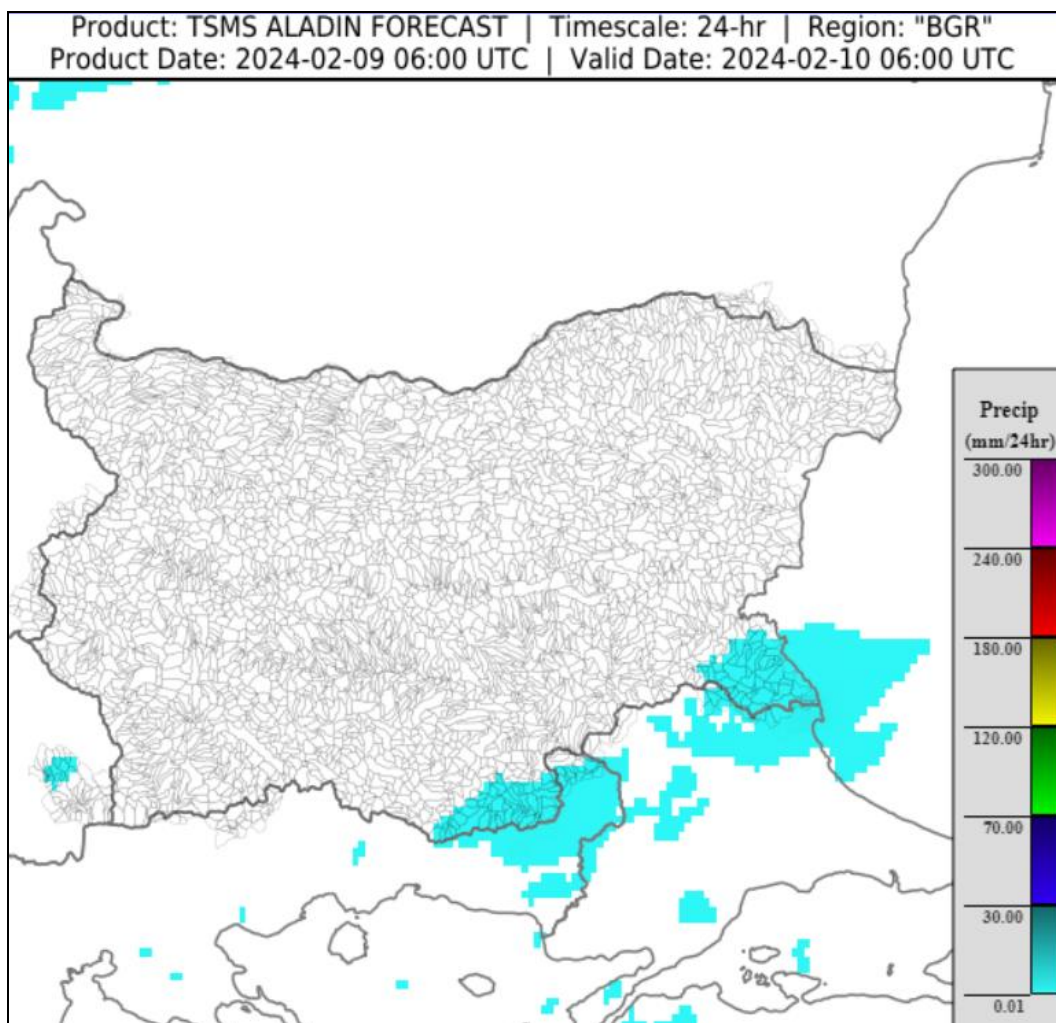 Product: TSMS ALADIN FORECAST | Timescale: 24-hr | Region: "BGR"
Product Date: 2024-02-09 06:00 UTC | Valid Date: 2024-02-10 06:00 UTC
Precip
(mm/24hr)
300.00
240.00
180.00
120.00
70.00
30.00
0.01